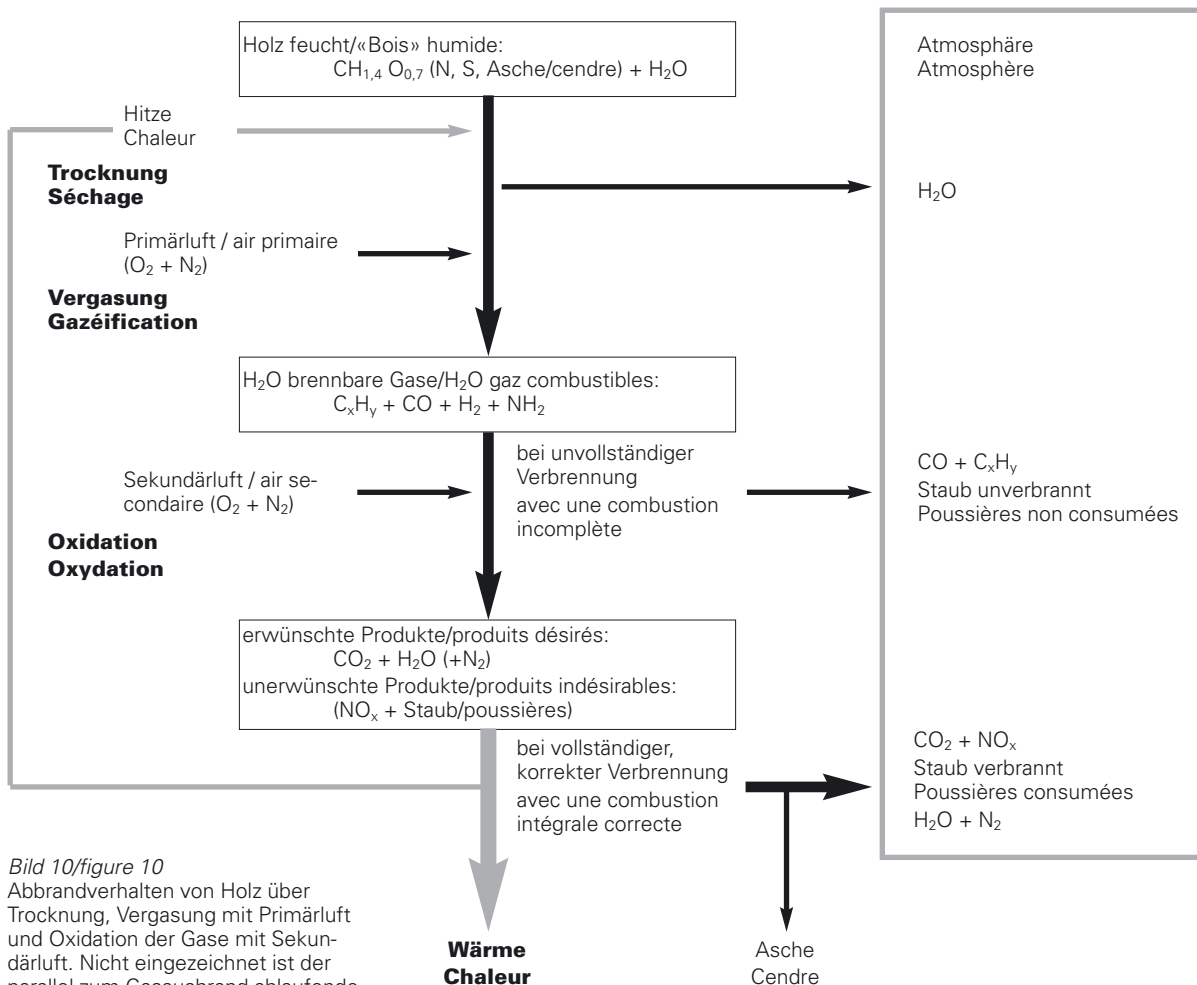 Holz feucht/«Bois» humide:
CH1,4 O0,7 (N, S, Asche/cendre) + H2O
Atmosphäre
Atmosphère
Hitze
Chaleur
Trocknung
Séchage
H2O
Primärluft / air primaire
(O2 + N2)
Vergasung
Gazéification
H2O brennbare Gase/H2O gaz combustibles:
CxHy + CO + H2 + NH2
Sekundärluft / air se-
condaire (O2 + N2)
bei unvollständiger
Verbrennung
avec une combustion
incomplète
CO + CxHy
Staub unverbrannt
Poussières non consumées
Oxidation
Oxydation
erwünschte Produkte/produits désirés:
CO2 + H2O (+N2)
unerwünschte Produkte/produits indésirables:
(NOx + Staub/poussières)
bei vollständiger,
korrekter Verbrennung
avec une combustion
intégrale correcte
CO2 + NOx
Staub verbrannt
Poussières consumées
H2O + N2
Bild 10/figure 10
Abbrandverhalten von Holz über
Trocknung, Vergasung mit Primärluft
und Oxidation der Gase mit Sekun-
därluft. Nicht eingezeichnet ist der
parallel zum Gasausbrand ablaufende
Wärme
Chaleur
Asche
Cendre